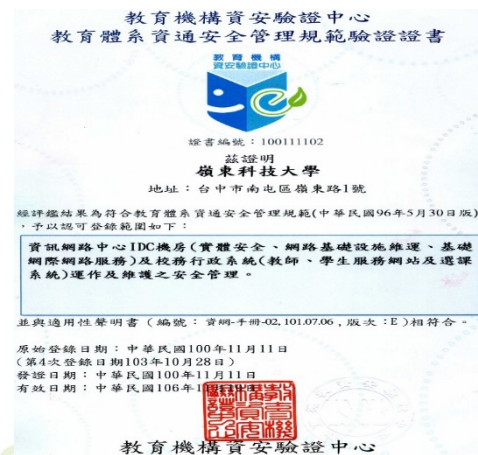 教育機構資安驗證中心
教育體系資通安全管理規範驗證證書
教育機構
資安驗證中心
證書編號：100111102
茲證明
嶺東科技大學
地址：台中市南屯區嶺東路1號
經評鑑結果為符合教育體系資通安全管理規範(中華民國96年5月30日版)
，予以認可登錄範圍如下：
資訊網路中心IDC機房(實體安全、網路基礎設施維運、基礎
網際網路服務)及校務行政系統(教師、學生服務網站及選課
系統)運作及維護之安全管理。
並與適用性聲明書（編號：資網-手冊-02,101.07.06，版次：E)相符合。
原始登錄日期：中華民國100年11月11日
(第4次登錄日期103年10月28日)
發證日期：中華民國100年11月11日
有效日期：中華民國106年
教育機構資安驗證中心